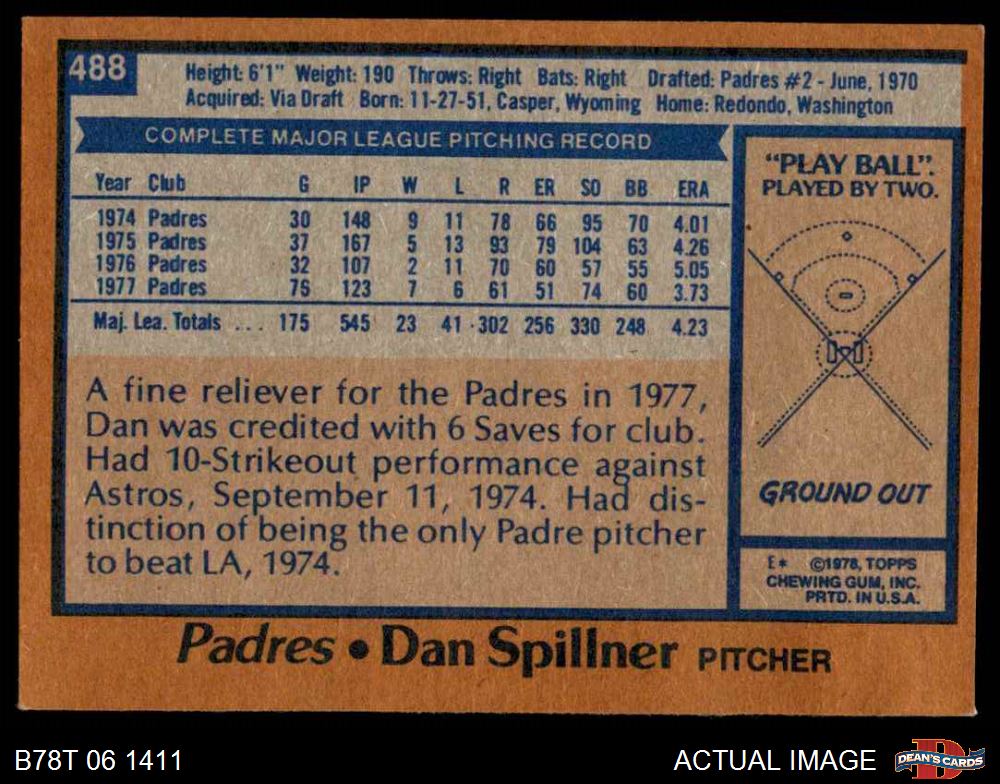 488
Height: 6'1" Weight: 190 Throws: Right Bats: Right Drafted: Padres #2 - June, 1970
Acquired: Via Draft Born: 11-27-51, Casper, Wyoming Home: Redondo, Washington
COMPLETE MAJOR LEAGUE PITCHING RECORD
Year Club G IP W L R ER SO BB ERA
1974 Padres 30 148 9 11 78 66 95 70 4.01
1975 Padres 37 167 5 13 93 79 104 63 4.26
1976 Padres 32 107 2 11 70 60 57 55 5.05
1977 Padres 76 123 7 6 61 51 74 60 3.73
Maj. Lea. Totals ... 175 545 23 41 302 256 330 248 4.23
A fine reliever for the Padres in 1977,
Dan was credited with 6 Saves for club.
Had 10-Strikeout performance against
Astros, September 11, 1974. Had dis-
tinction of being the only Padre pitcher
to beat LA, 1974.
"PLAY BALL".
PLAYED BY TWO.
GROUND OUT
E* ©1978, TOPPS
CHEWING GUM, INC.
PRTD. IN U.S.A.
Padres • Dan Spillner PITCHER
B78T 06 1411
ACTUAL IMAGE
D
DEAN'S CARDS